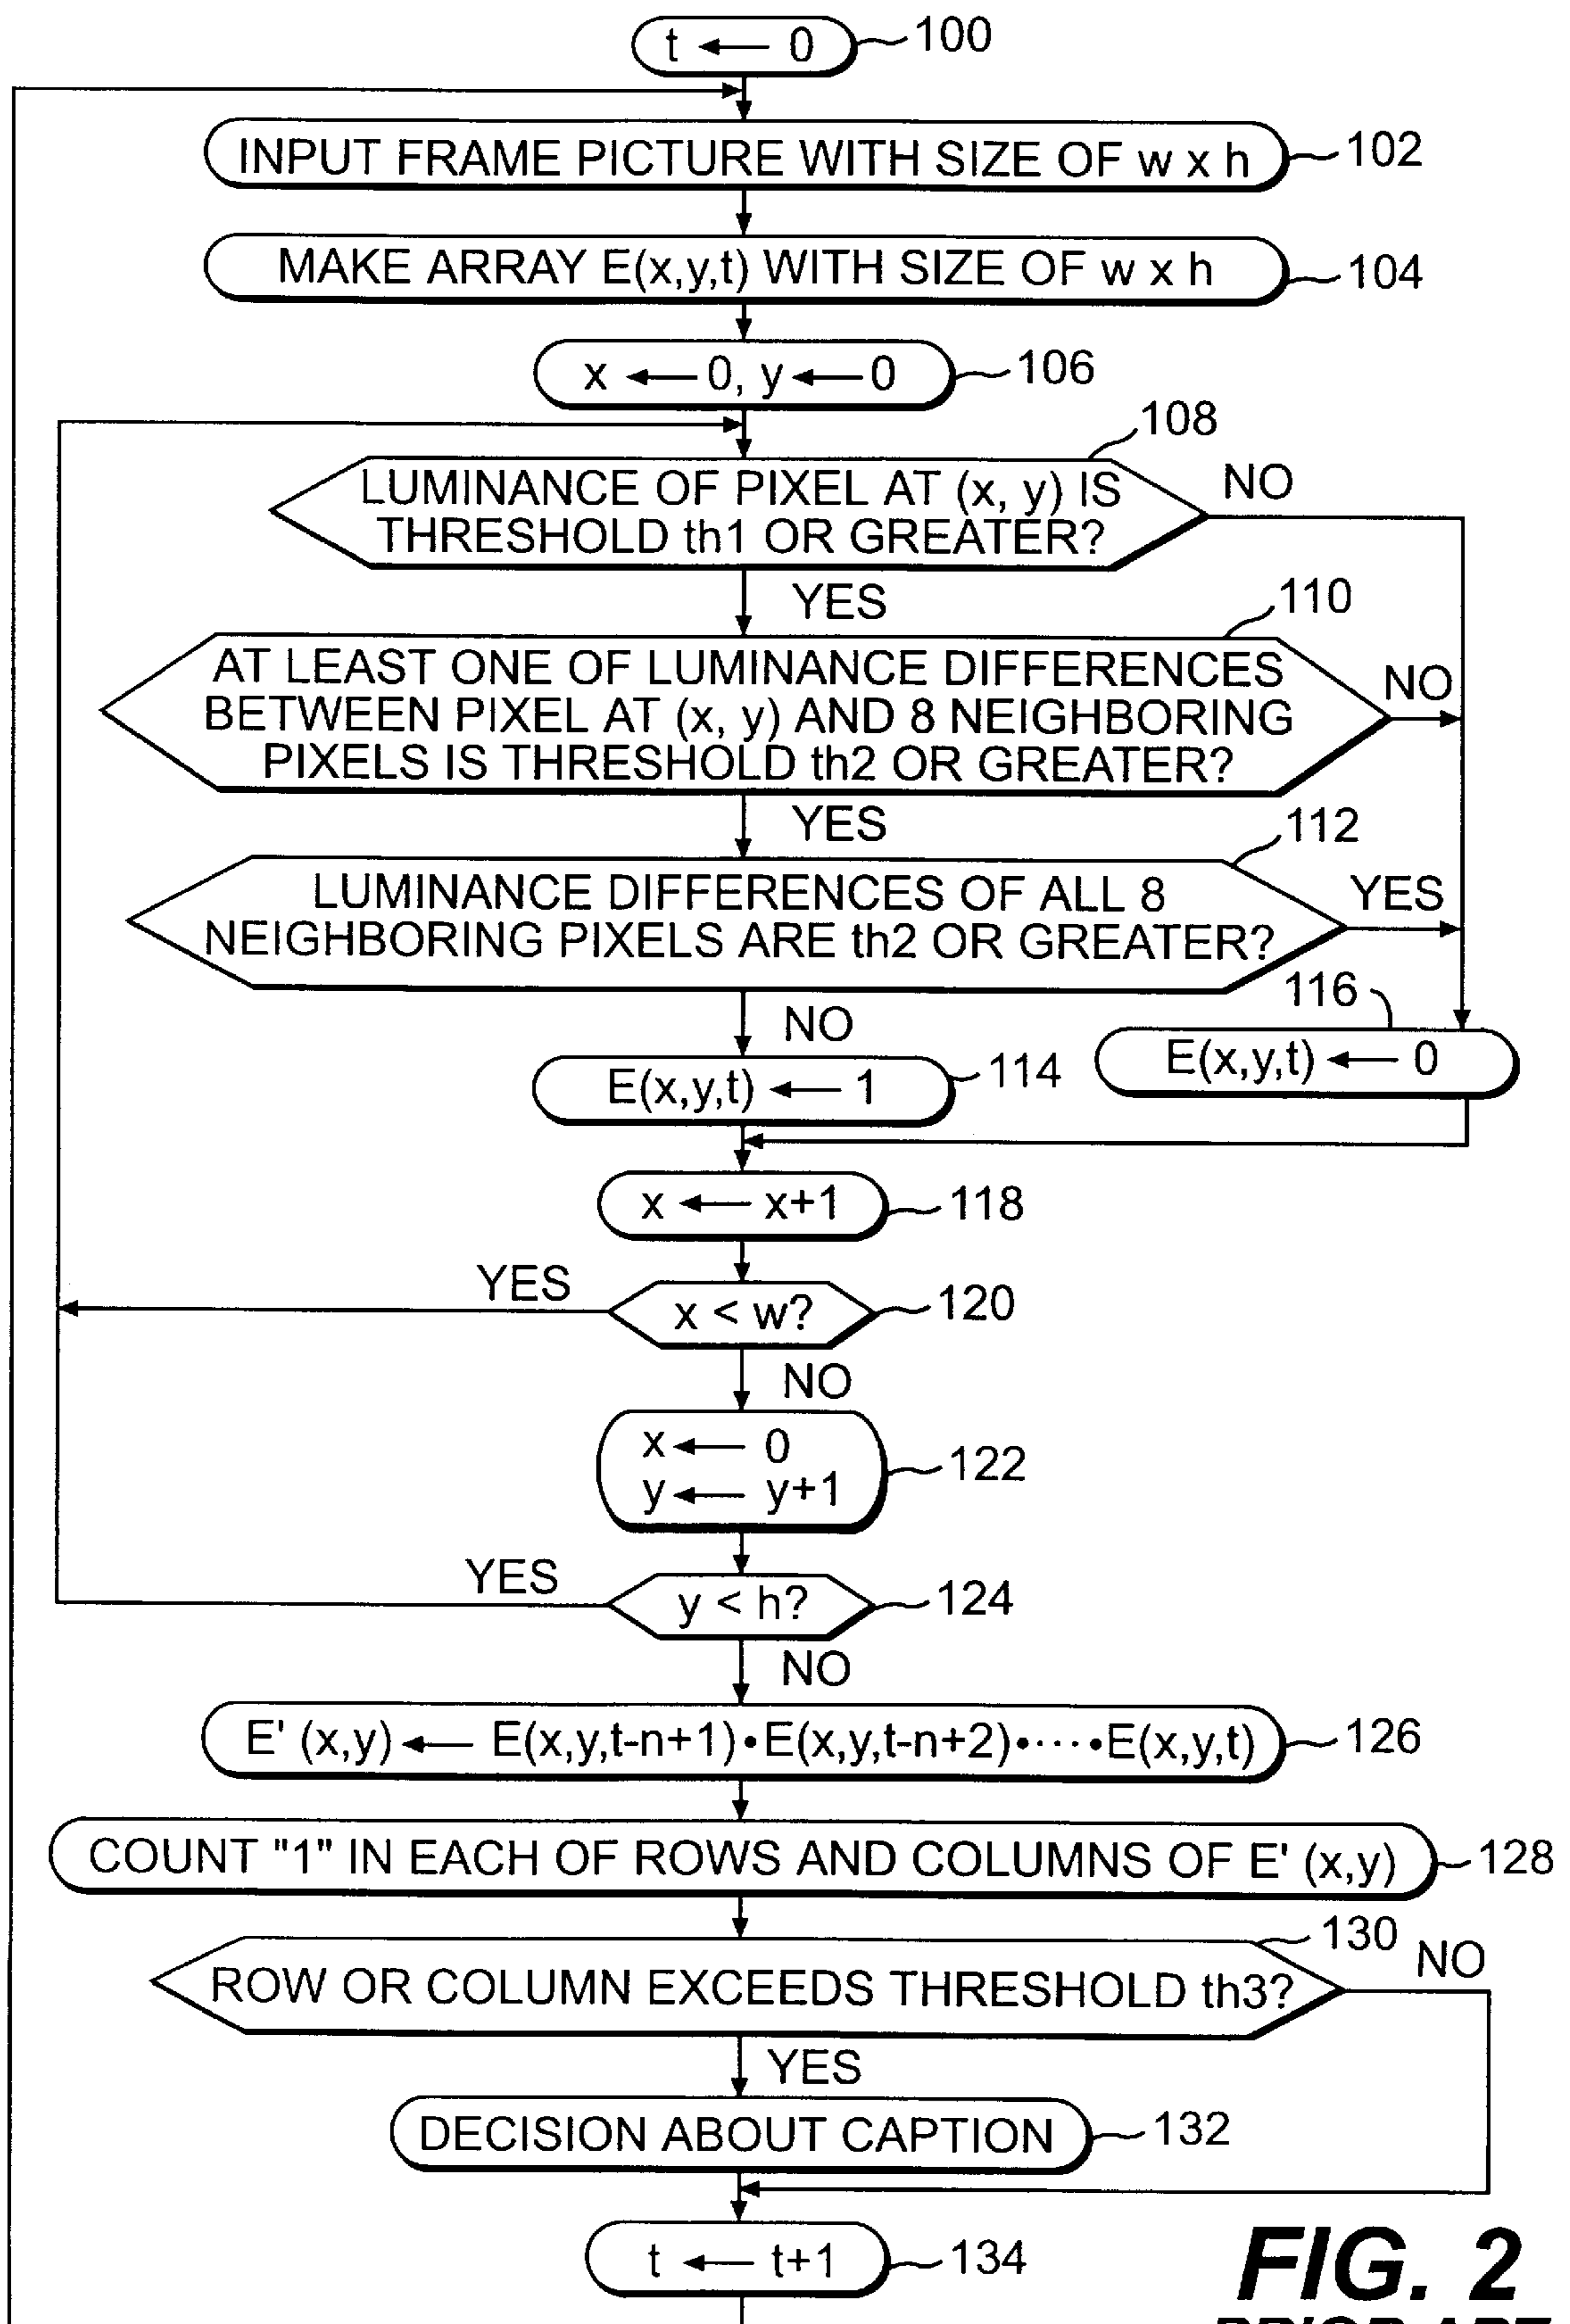 t ← 0
100
INPUT FRAME PICTURE WITH SIZE OF w x h
102
MAKE ARRAY E(x,y,t) WITH SIZE OF w x h
104
x ← 0, y ← 0
106
108
LUMINANCE OF PIXEL AT (x, y) IS
THRESHOLD th1 OR GREATER?
NO
YES
110
AT LEAST ONE OF LUMINANCE DIFFERENCES
BETWEEN PIXEL AT (x, y) AND 8 NEIGHBORING
PIXELS IS THRESHOLD th2 OR GREATER?
NO
YES
112
LUMINANCE DIFFERENCES OF ALL 8
NEIGHBORING PIXELS ARE th2 OR GREATER?
YES
NO
116
E(x,y,t) ← 0
E(x,y,t) ← 1
114
x ← x+1
118
YES
x < w?
120
NO
x ← 0
y ← y+1
122
YES
y < h?
124
NO
E' (x,y) ← E(x,y,t-n+1)•E(x,y,t-n+2)•····•E(x,y,t)
126
COUNT "1" IN EACH OF ROWS AND COLUMNS OF E' (x,y)
128
130
ROW OR COLUMN EXCEEDS THRESHOLD th3?
NO
YES
DECISION ABOUT CAPTION
132
t ← t+1
134
FIG. 2
PRIOR ART